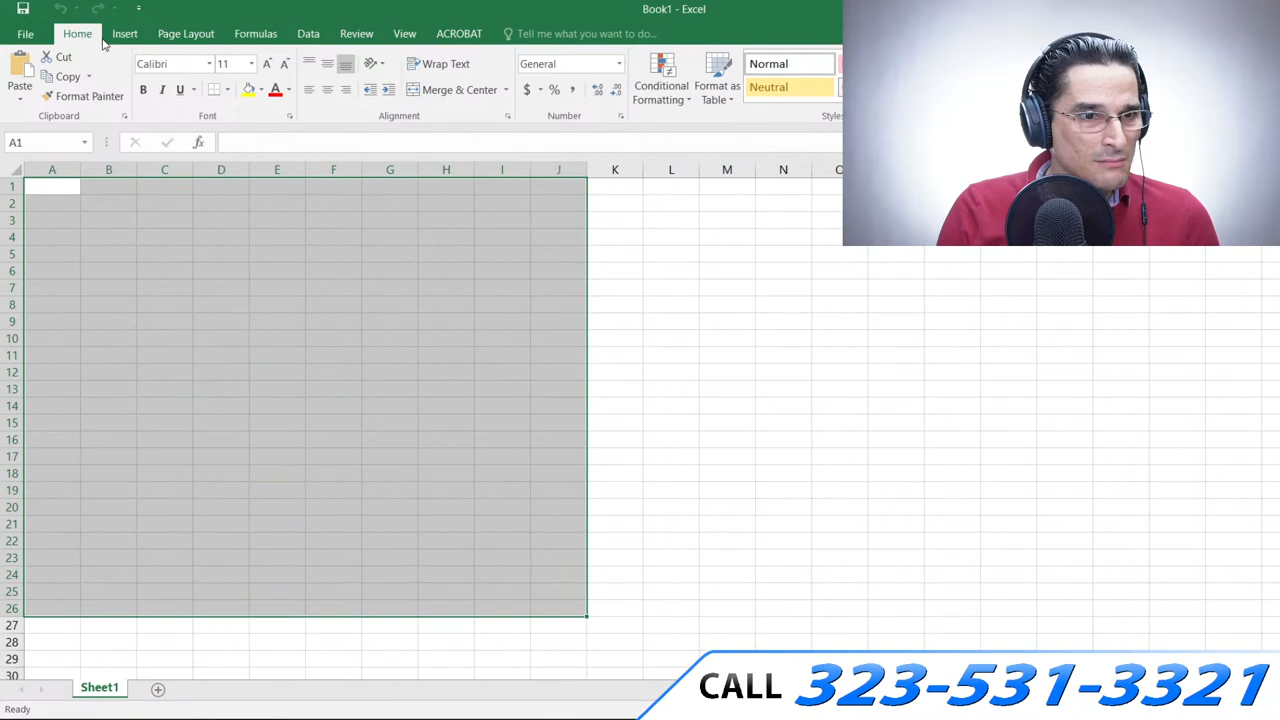 Book1 - Excel
File Home Insert Page Layout Formulas Data Review View ACROBAT Tell me what you want to do...
Cut
Copy
Format Painter
Paste
Clipboard
Calibri 11 A A
B I U A
Font
Wrap Text
Merge & Center
Alignment
General
$ % , .0 .00
Number
Conditional Formatting
Format as Table
Normal
Neutral
Styles
A1 fx
A B C D E F G H I J K L M N O
1
2
3
4
5
6
7
8
9
10
11
12
13
14
15
16
17
18
19
20
21
22
23
24
25
26
27
28
29
30
Sheet1
Ready
CALL 323-531-3321